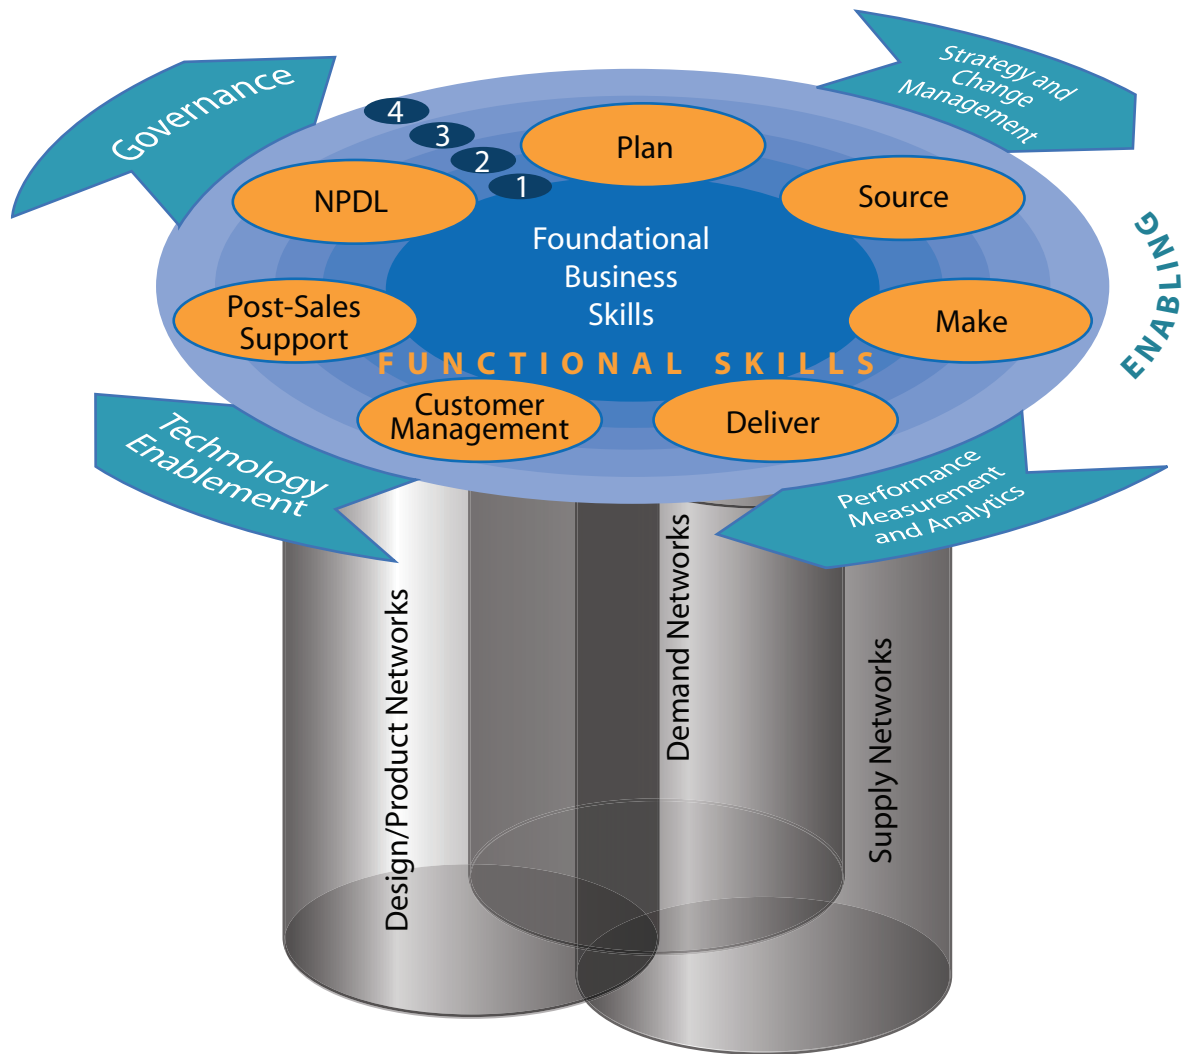 Governance
Strategy and
Change
Management
4
3
2
1
Plan
NPDL
Source
Foundational
Business
Skills
Post-Sales
Support
Make
ENABLING
FUNCTIONAL SKILLS
Customer
Management
Deliver
Technology
Enablement
Performance
Measurement
and Analytics
Design/Product Networks
Demand Networks
Supply Networks